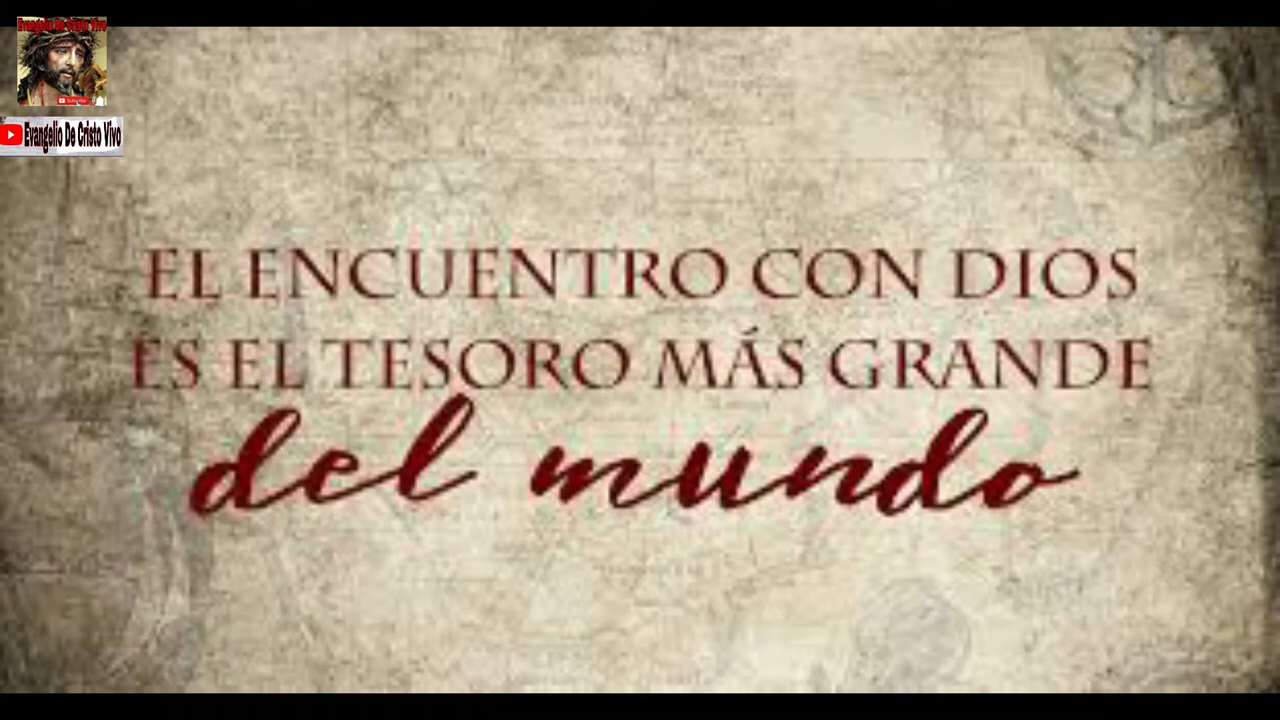 Evangelio De Cristo Vivo
Evangelio De Cristo Vivo
EL ENCUENTRO CON DIOS
ES EL TESORO MÁS GRANDE
del mundo